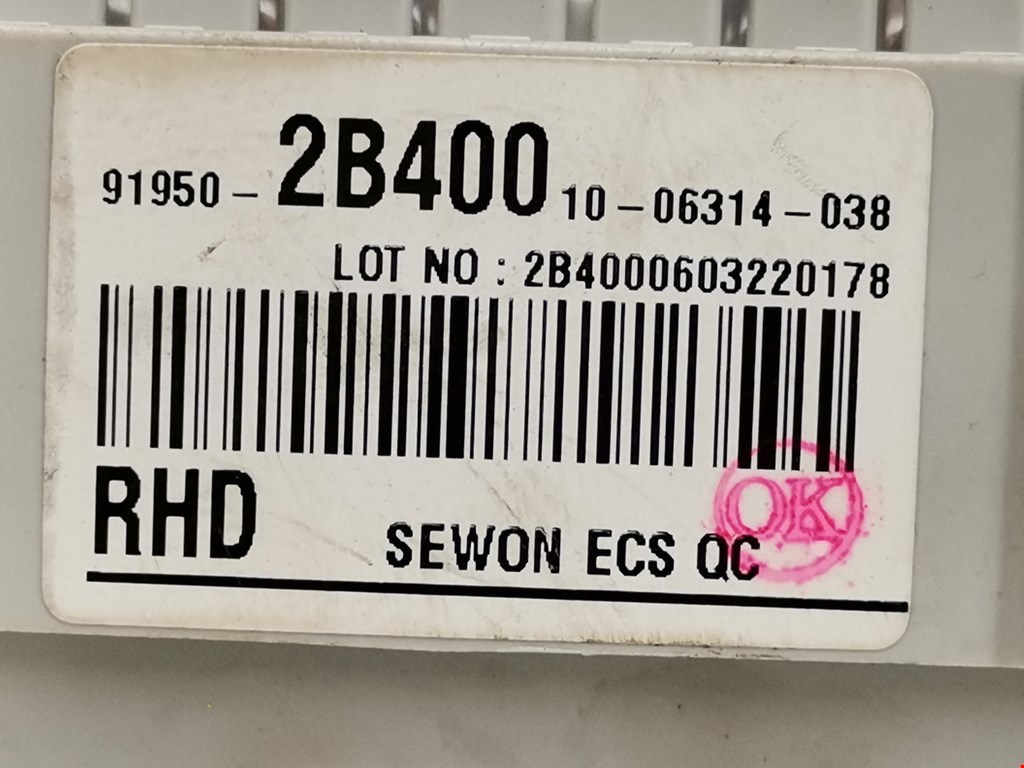 91950-2B400 10-06314-038
LOT NO : 2B4000603220178
RHD
SEWON ECS QC
OK